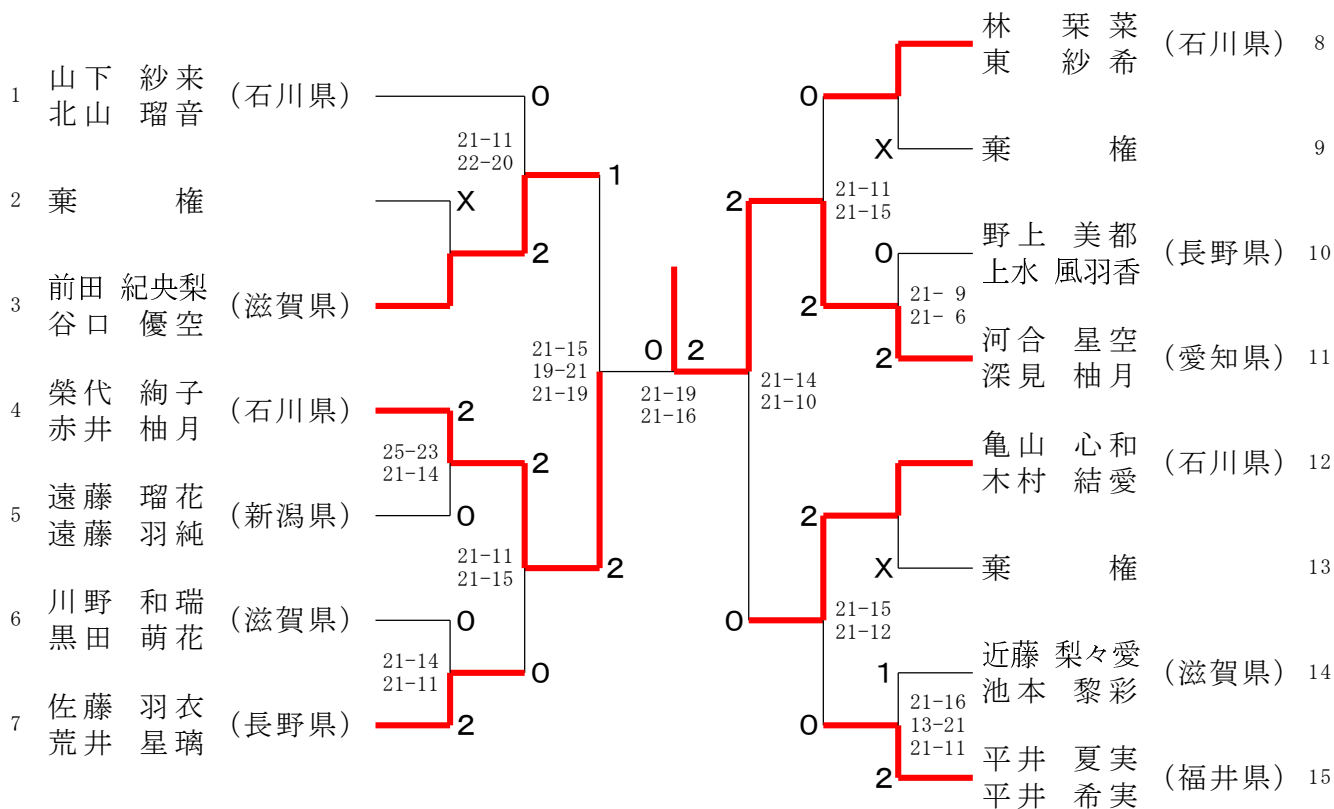 1 山下 紗来 (石川県)
北山 瑠音
2 棄権
3 前田 紀央梨 (滋賀県)
谷口 優空
4 榮代 絢子 (石川県)
赤井 柚月
5 遠藤 瑠花 (新潟県)
遠藤 羽純
6 川野 和瑞 (滋賀県)
黒田 萌花
7 佐藤 羽衣 (長野県)
荒井 星璃
0
21-11
22-20
X
2
1
2
25-23
21-14
0
2
21-11
21-15
0
21-14
21-11
2
0
2
21-15
19-21
21-19
0 2
21-19
21-16
2
21-14
21-10
0
0
X
21-11
21-15
0
21- 9
21- 6
2
2
2
X
21-15
21-12
1
21-16
13-21
21-11
2
0
林 栞菜 (石川県) 8
東 紗希
棄権 9
野上 美都 (長野県) 10
上水 風羽香
河合 星空 (愛知県) 11
深見 柚月
亀山 心和 (石川県) 12
木村 結愛
棄権 13
近藤 梨々愛 (滋賀県) 14
池本 黎彩
平井 夏実 (福井県) 15
平井 希実